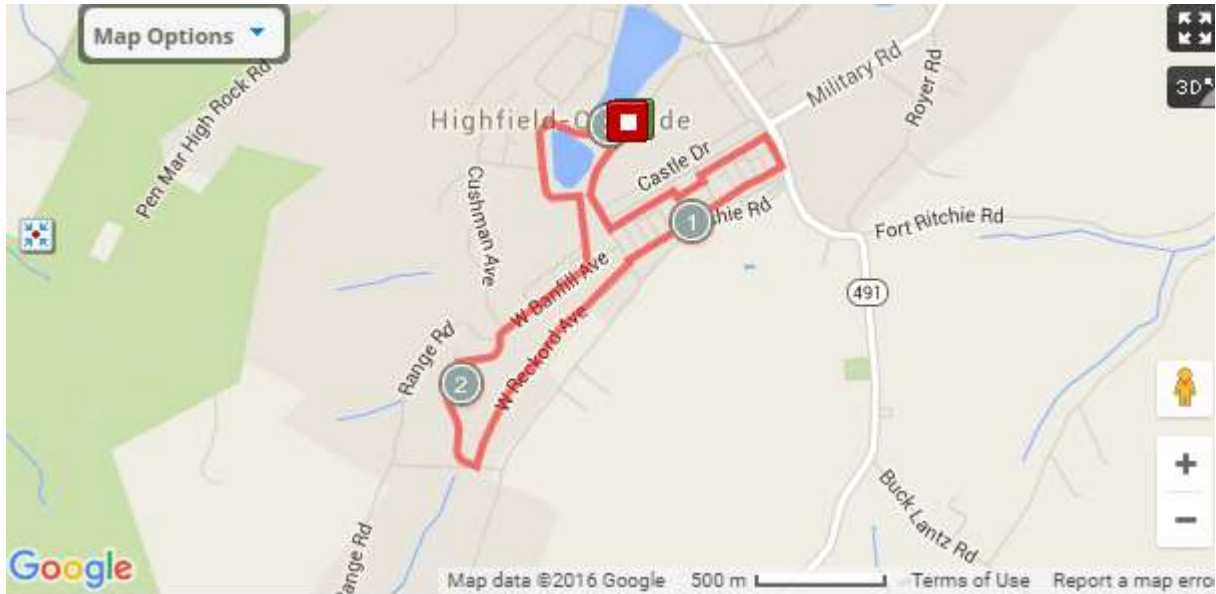 Map Options
3D
Military Rd
Royer Rd
Pen Mar High Rock Rd
Highfield-C de
Castle Dr
Cushman Ave
1
chie Rd
Fort Ritchie Rd
W Banfill Ave
491
Range Rd
2
W Reckord Ave
Buck Lantz Rd
Range Rd
Google
Map data ©2016 Google
500 m
Terms of Use
Report a map erro